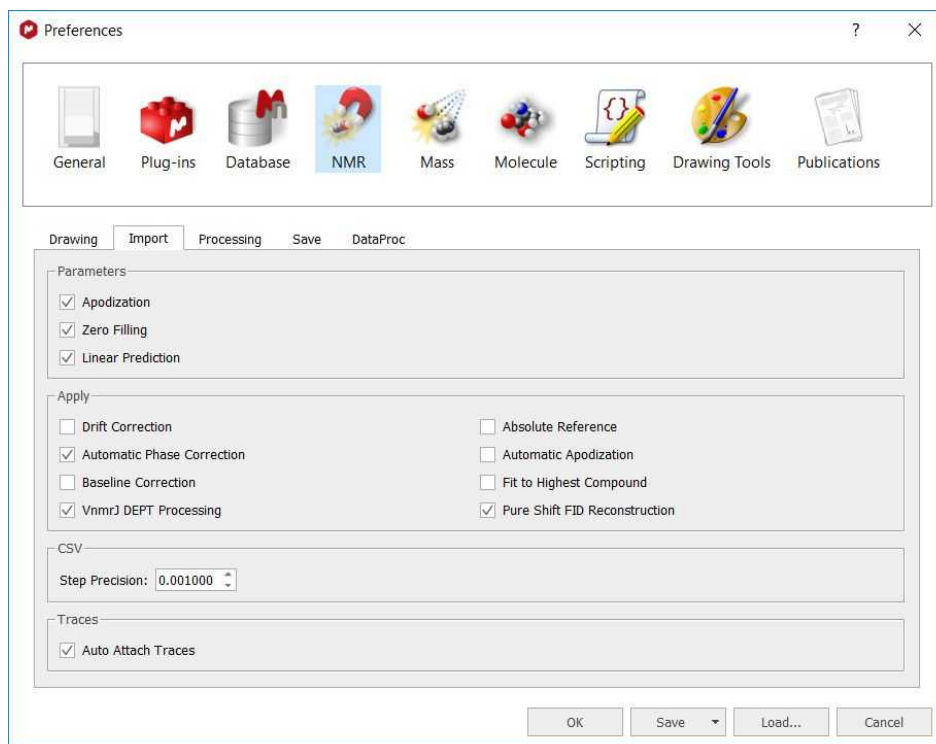 Preferences
?
General Plug-ins Database NMR Mass Molecule Scripting Drawing Tools Publications
Drawing Import Processing Save DataProc
Parameters
Apodization
Zero Filling
Linear Prediction
Apply
Drift Correction Absolute Reference
Automatic Phase Correction Automatic Apodization
Baseline Correction Fit to Highest Compound
VnmrJ DEPT Processing Pure Shift FID Reconstruction
CSV
Step Precision: 0.001000
Traces
Auto Attach Traces
OK Save Load... Cancel